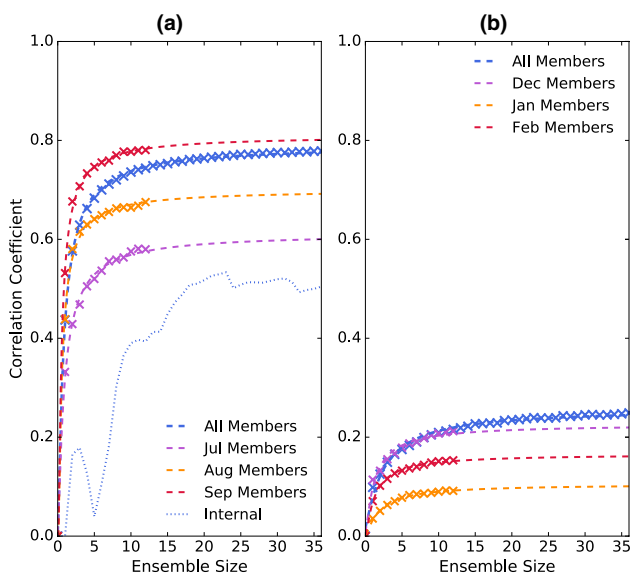 (a)
(b)
1.0
0.8
0.6
0.4
0.2
0.0
Correlation Coefficient
0 5 10 15 20 25 30 35
Ensemble Size
All Members
Jul Members
Aug Members
Sep Members
Internal
1.0
0.8
0.6
0.4
0.2
0.0
0 5 10 15 20 25 30 35
Ensemble Size
All Members
Dec Members
Jan Members
Feb Members